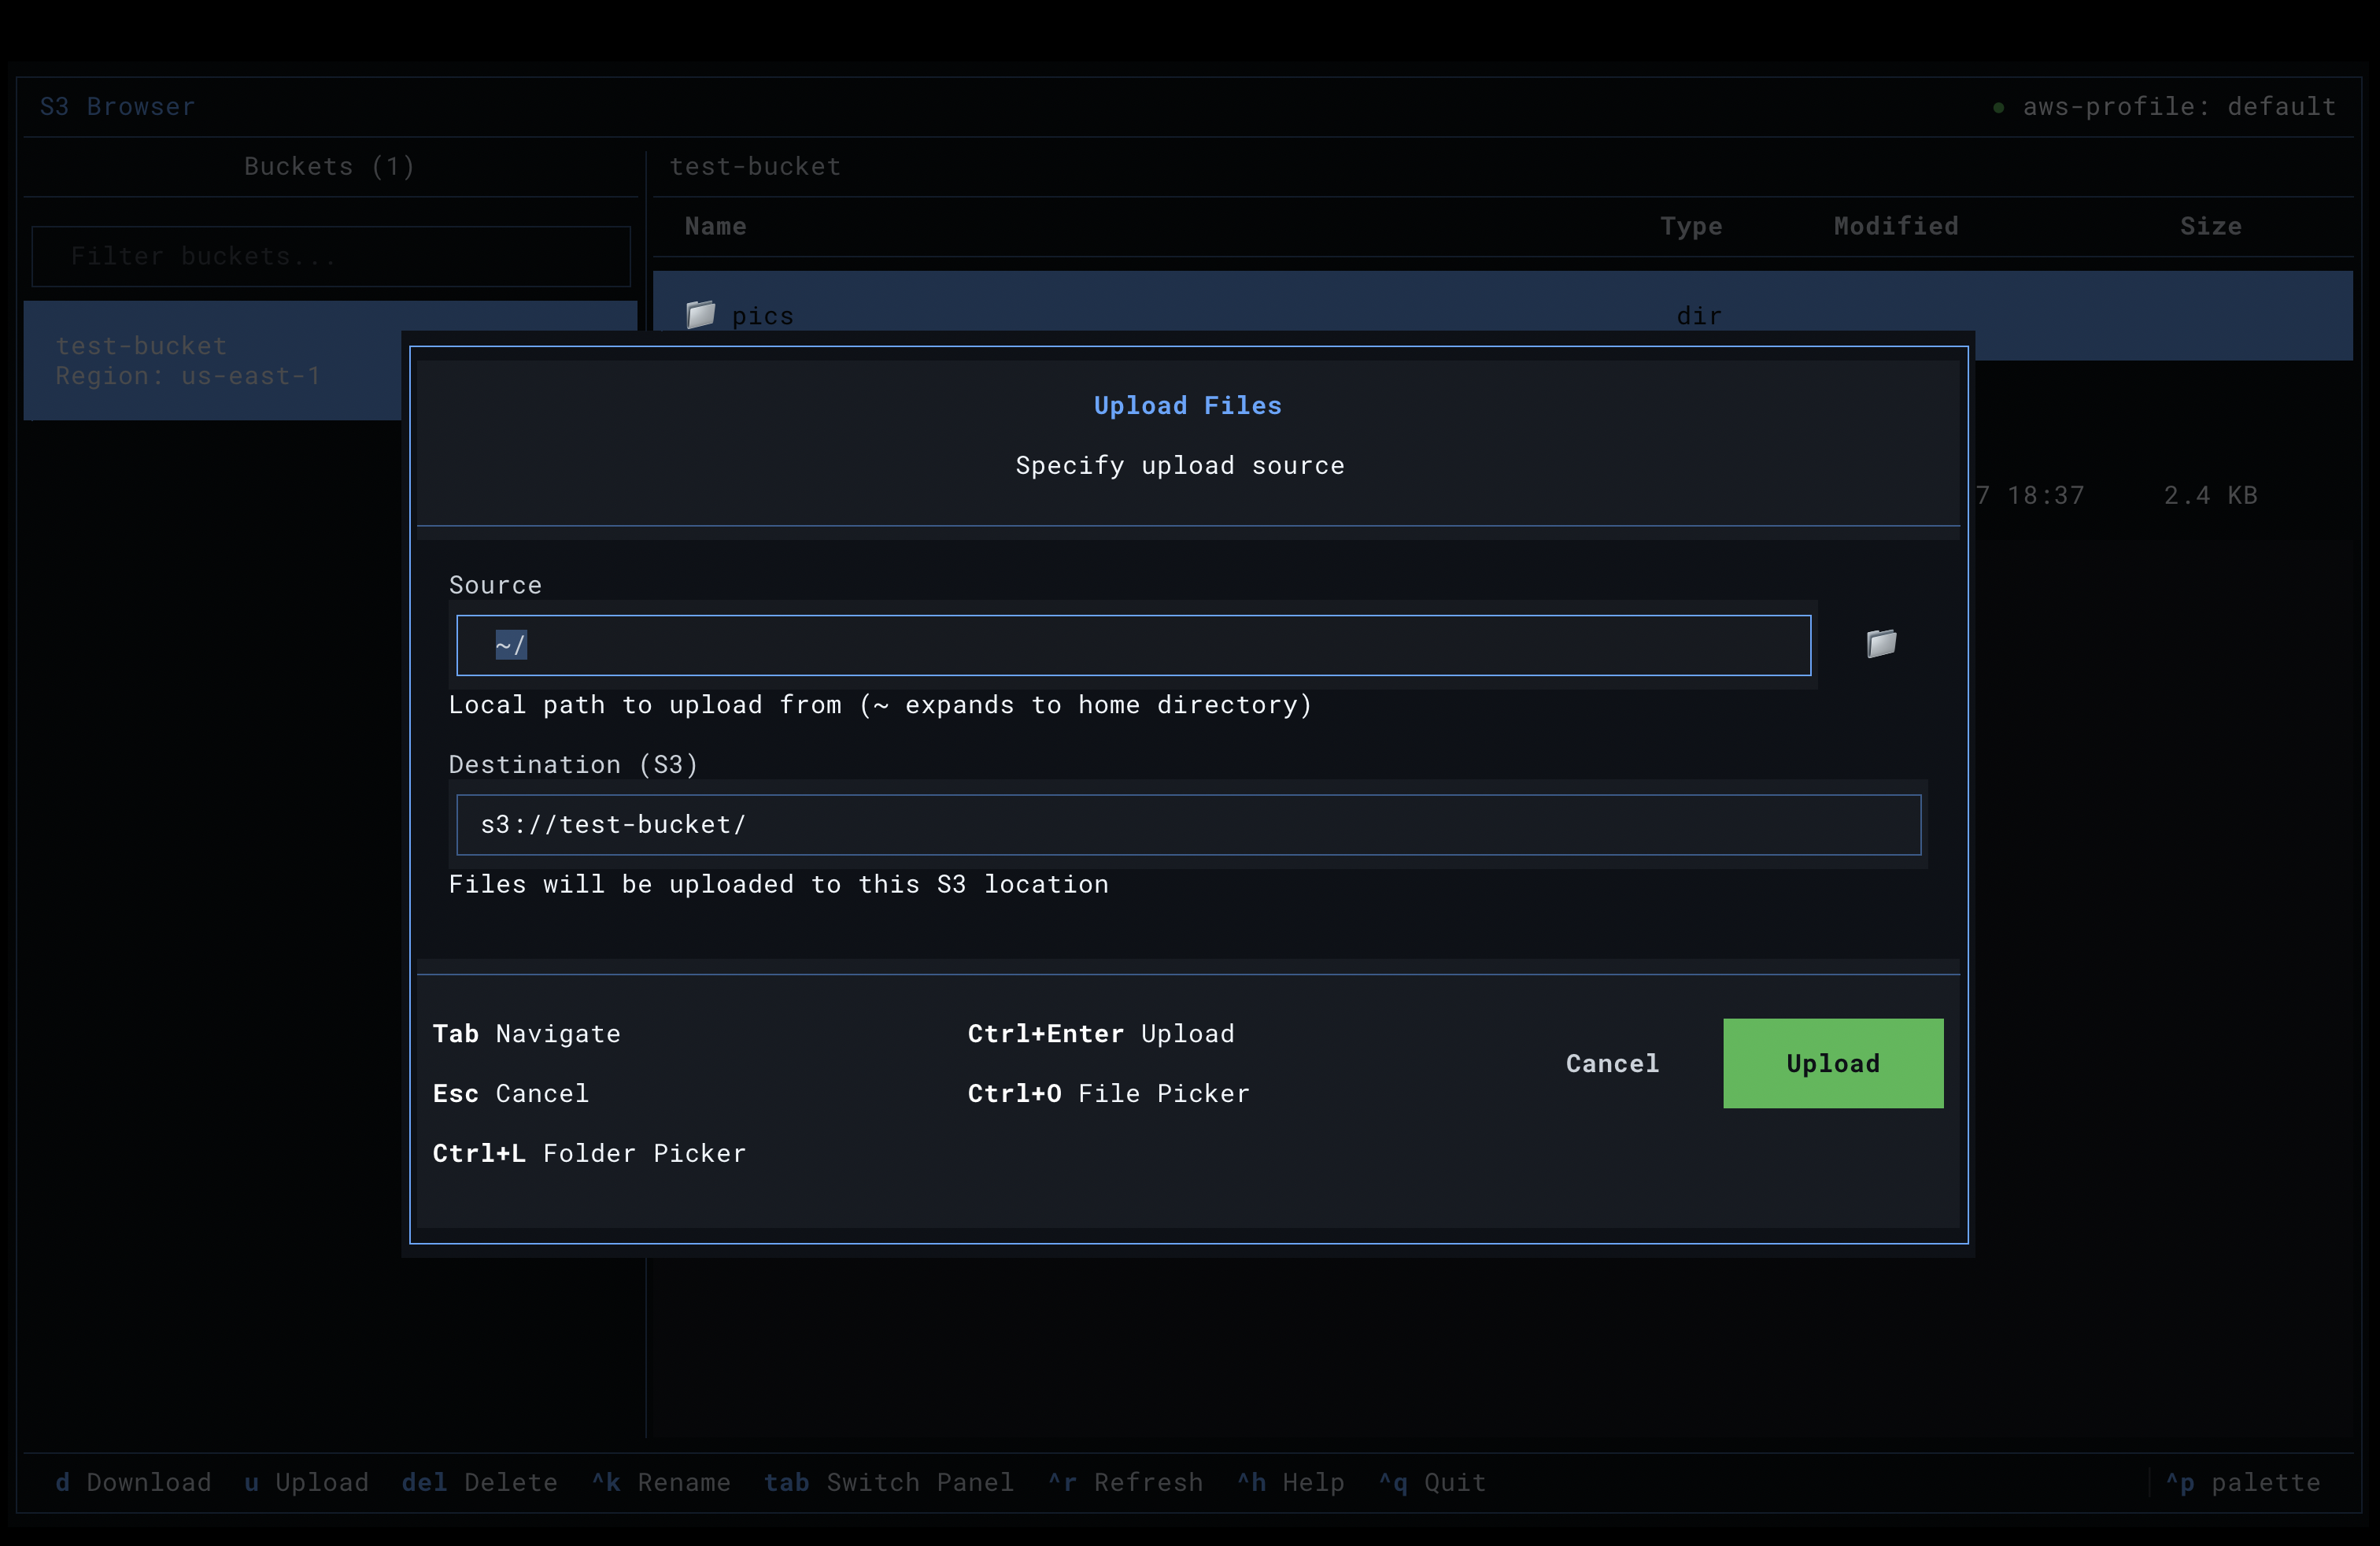 S3 Browser
● aws-profile: default
Buckets (1)
test-bucket
Name Type Modified Size
Filter buckets...
pics dir
test-bucket
Region: us-east-1
7 18:37 2.4 KB
Upload Files
Specify upload source
Source
~/
Local path to upload from (~ expands to home directory)
Destination (S3)
s3://test-bucket/
Files will be uploaded to this S3 location
Tab Navigate
Ctrl+Enter Upload
Esc Cancel
Ctrl+O File Picker
Ctrl+L Folder Picker
Cancel
Upload
d Download u Upload del Delete ^k Rename tab Switch Panel ^r Refresh ^h Help ^q Quit ^p palette